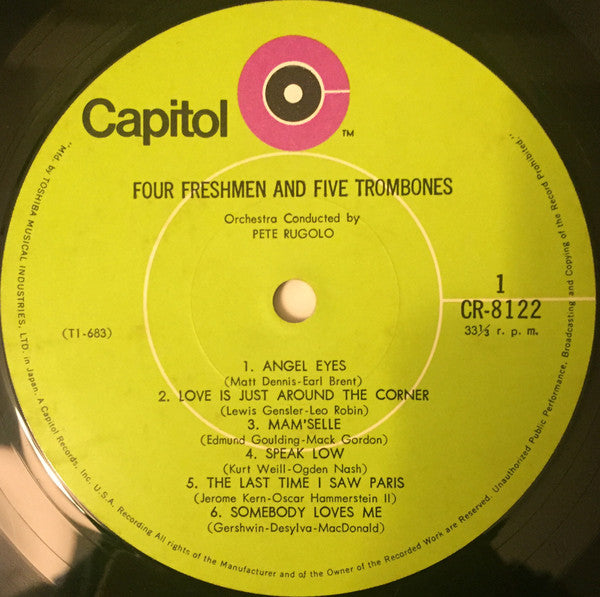 Capitol
TM
FOUR FRESHMEN AND FIVE TROMBONES
Orchestra Conducted by
PETE RUGOLO
1
CR-8122
33⅓ r. p. m.
(T1-683)
1. ANGEL EYES
(Matt Dennis-Earl Brent)
2. LOVE IS JUST AROUND THE CORNER
(Lewis Gensler-Leo Robin)
3. MAM'SELLE
(Edmund Goulding-Mack Gordon)
4. SPEAK LOW
(Kurt Weill-Ogden Nash)
5. THE LAST TIME I SAW PARIS
(Jerome Kern-Oscar Hammerstein II)
6. SOMEBODY LOVES ME
(Gershwin-Desylva-MacDonald)
"Mfd. by TOSHIBA MUSICAL INDUSTRIES, LTD. in Japan. A Capitol Records, Inc. U.S.A. Recording All rights of the Manufacturer and of the Owner of the Recorded Work are Reserved. Unauthorized Public Performance, Broadcasting and Copying of the Record Prohibited."